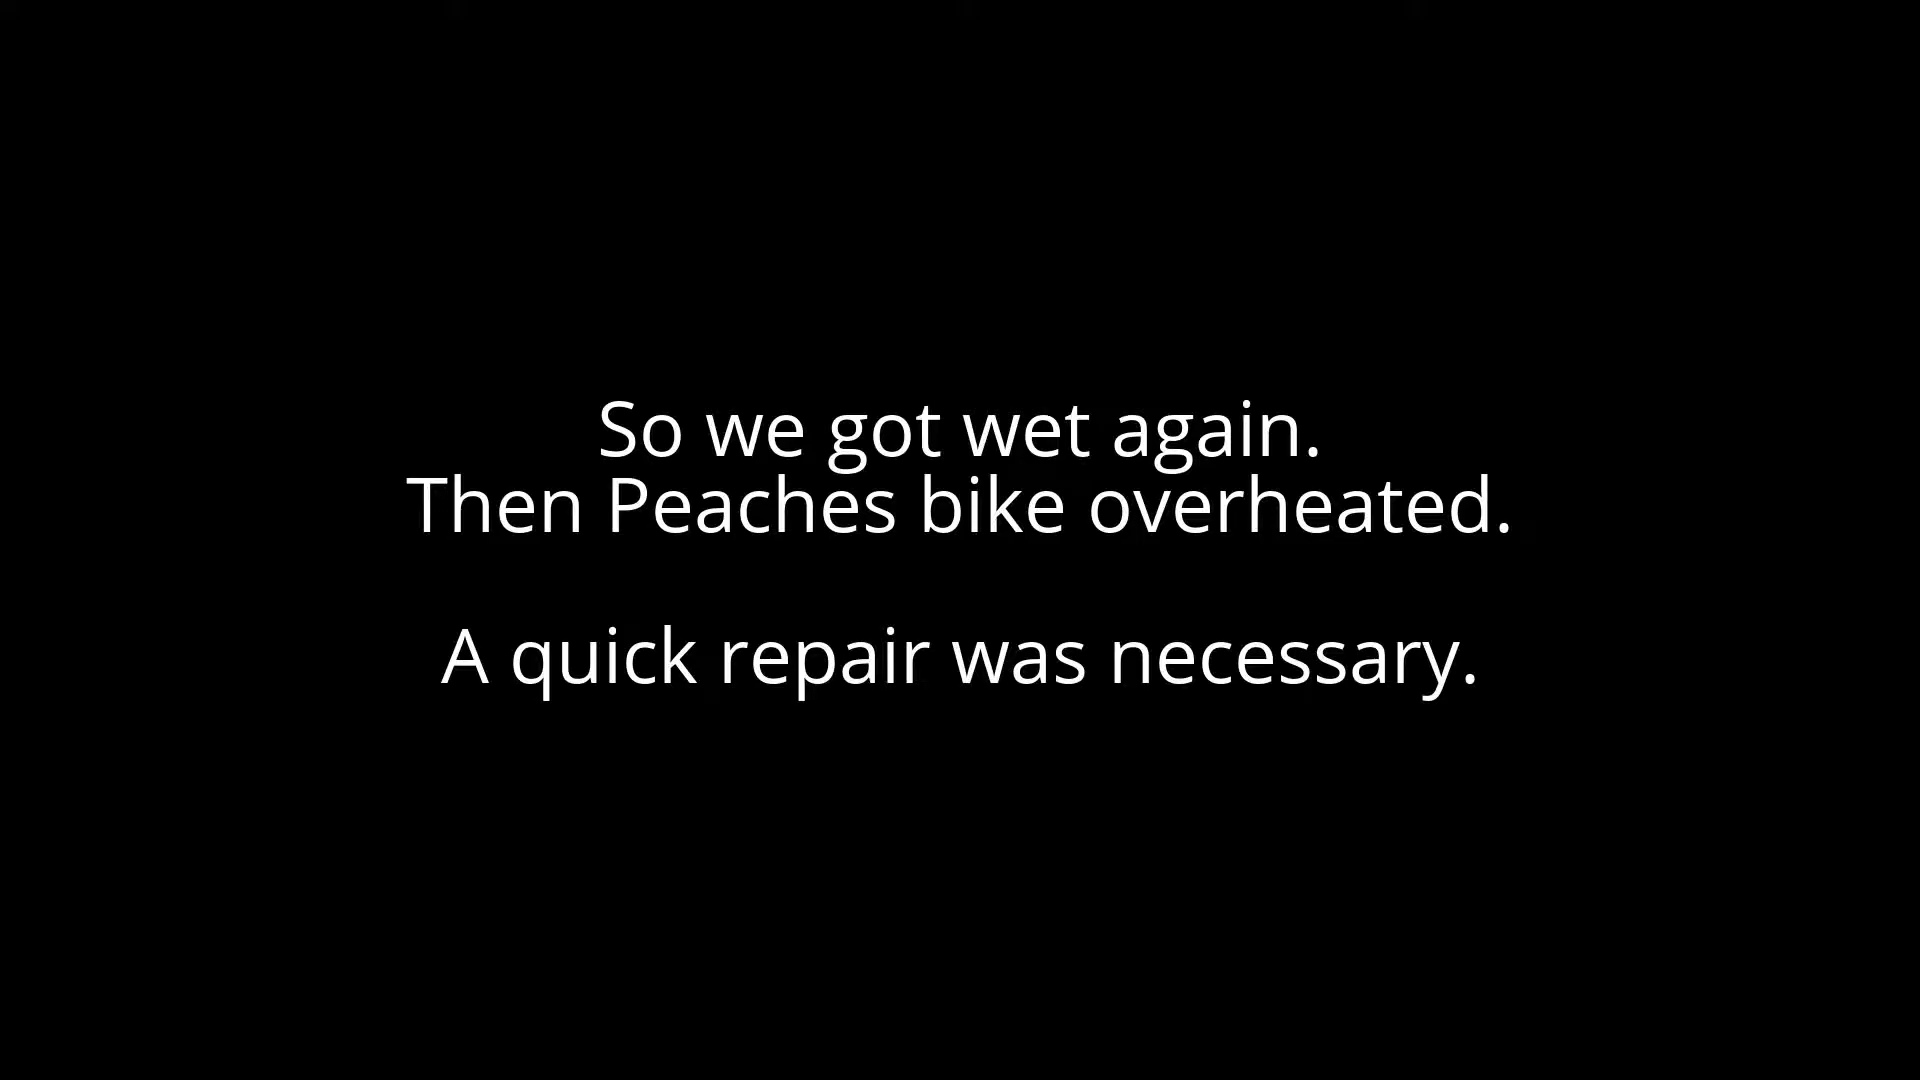 So we got wet again.
Then Peaches bike overheated.
A quick repair was necessary.